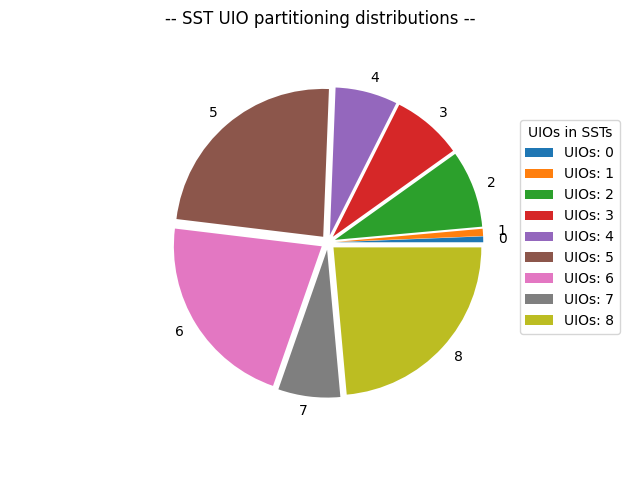 -- SST UIO partitioning distributions --
4
5
3
2
1
0
6
8
7
UIOs in SSTs
UIOs: 0
UIOs: 1
UIOs: 2
UIOs: 3
UIOs: 4
UIOs: 5
UIOs: 6
UIOs: 7
UIOs: 8